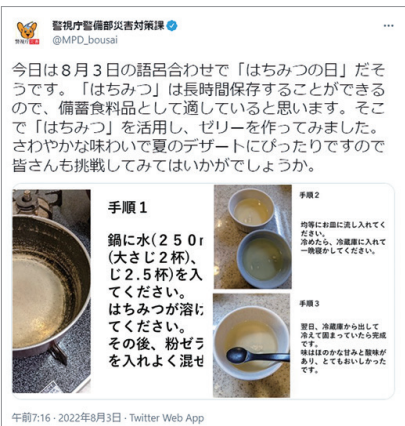 警視庁警備部災害対策課
@MPD_bousai
今日は８月３日の語呂合わせで「はちみつの日」だそ
うです。「はちみつ」は長時間保存することができる
ので、備蓄食料品として適していると思います。そこ
で「はちみつ」を活用し、ゼリーを作ってみました。
さわやかな味わいで夏のデザートにぴったりですので
皆さんも挑戦してみてはいかがでしょうか。
手順１
鍋に水(２５０
(大さじ２杯)、
じ２.５杯)を入
てください。
はちみつが溶け
てください。
その後、粉ゼラ
を入れよく混ぜ
手順２
均等にお皿に流し入れてく
ださい。
冷めたら、冷蔵庫に入れて
一晩寝かしてください。
手順３
翌日、冷蔵庫から出して
冷えて固まっていたら完成
です。
味はほのかな甘みと酸味が
あり、とてもおいしかった
です。
午前7:16 · 2022年8月3日 · Twitter Web App